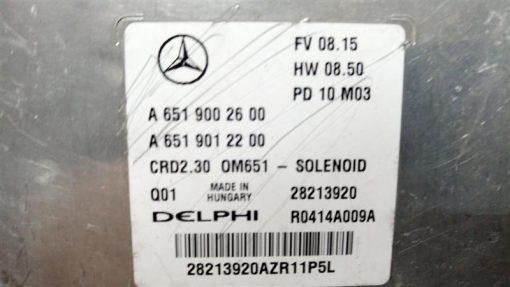 FV 08.15
HW 08.50
PD 10 M03
A 651 900 26 00
A 651 901 22 00
CRD2.30 OM651 - SOLENOID
Q01 MADE IN HUNGARY 28213920
DELPHI R0414A009A
28213920AZR11P5L